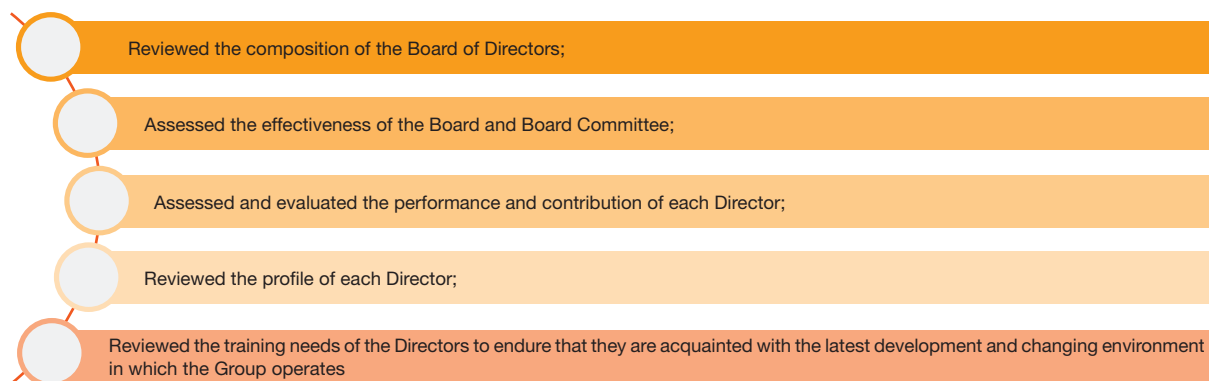 Reviewed the composition of the Board of Directors;
Assessed the effectiveness of the Board and Board Committee;
Assessed and evaluated the performance and contribution of each Director;
Reviewed the profile of each Director;
Reviewed the training needs of the Directors to endure that they are acquainted with the latest development and changing environment
in which the Group operates